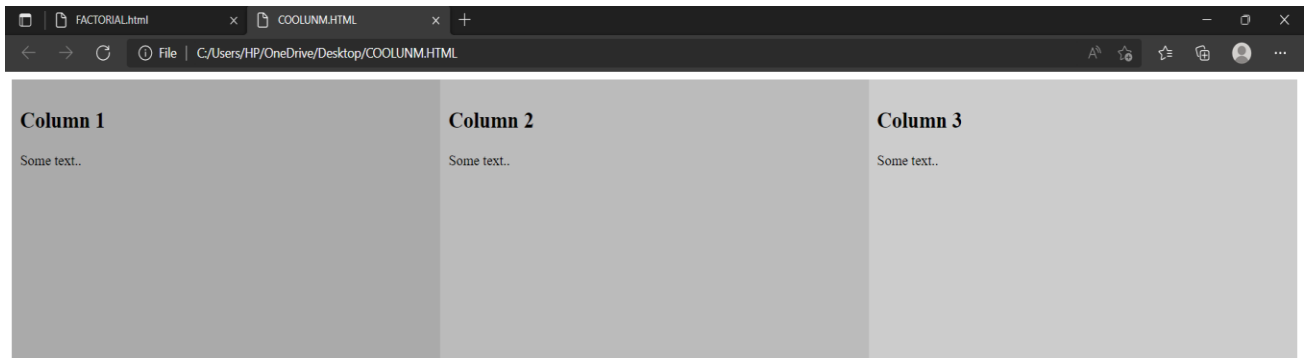 FACTORIAL.html COOLUNM.HTML
File | C:/Users/HP/OneDrive/Desktop/COOLUNM.HTML
Column 1 Column 2 Column 3
Some text.. Some text.. Some text..